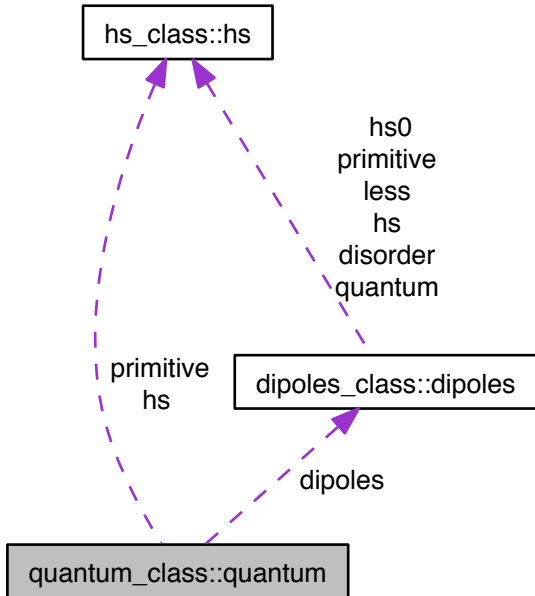 hs_class::hs
hs0
primitive
less
hs
disorder
quantum
primitive
hs
dipoles_class::dipoles
dipoles
quantum_class::quantum